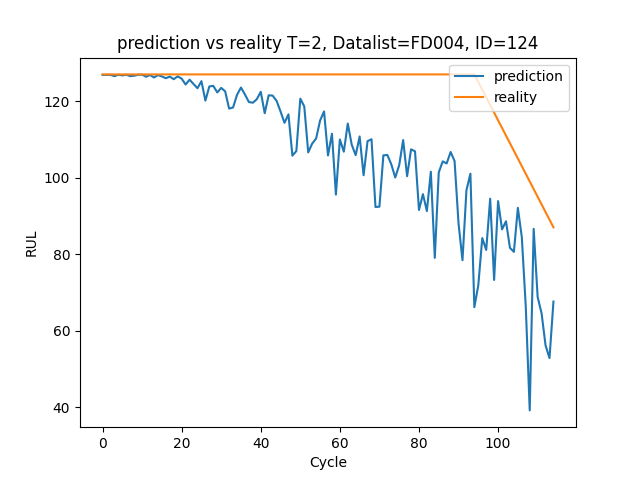 prediction vs reality T=2, Datalist=FD004, ID=124
prediction
reality
120
100
80
60
40
RUL
0 20 40 60 80 100
Cycle